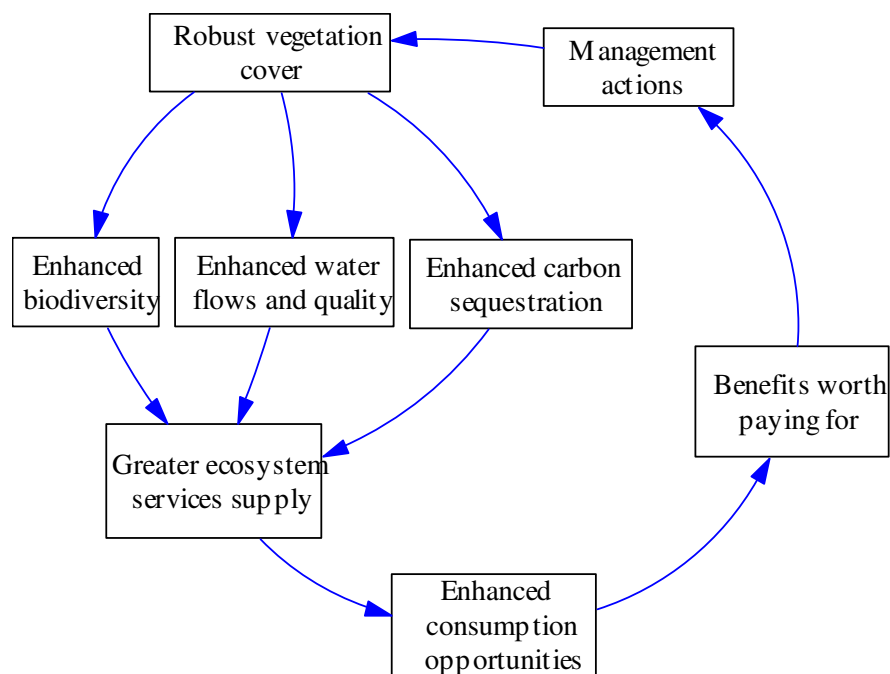 Robust vegetation
cover
Management
actions
Enhanced
biodiversity
Enhanced water
flows and quality
Enhanced carbon
sequestration
Benefits worth
paying for
Greater ecosystem
services supply
Enhanced
consumption
opportunities